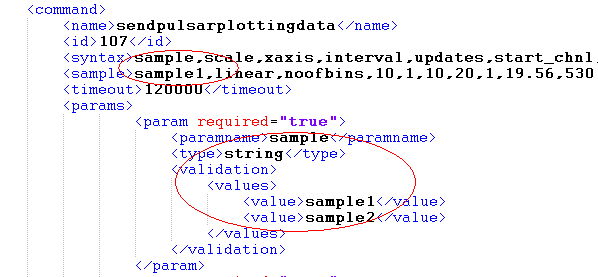 <command>
<name>sendpulsarplottingdata</name>
<id>107</id>
<syntax>sample,scale,xaxis,interval,updates,start_chnl,
<sample>sample1,linear,noofbins,10,1,10,20,1,19.56,530
<timeout>120000</timeout>
<params>
<param required="true">
<paramname>sample</paramname>
<type>string</type>
<validation>
<values>
<value>sample1</value>
<value>sample2</value>
</values>
</validation>
</param>